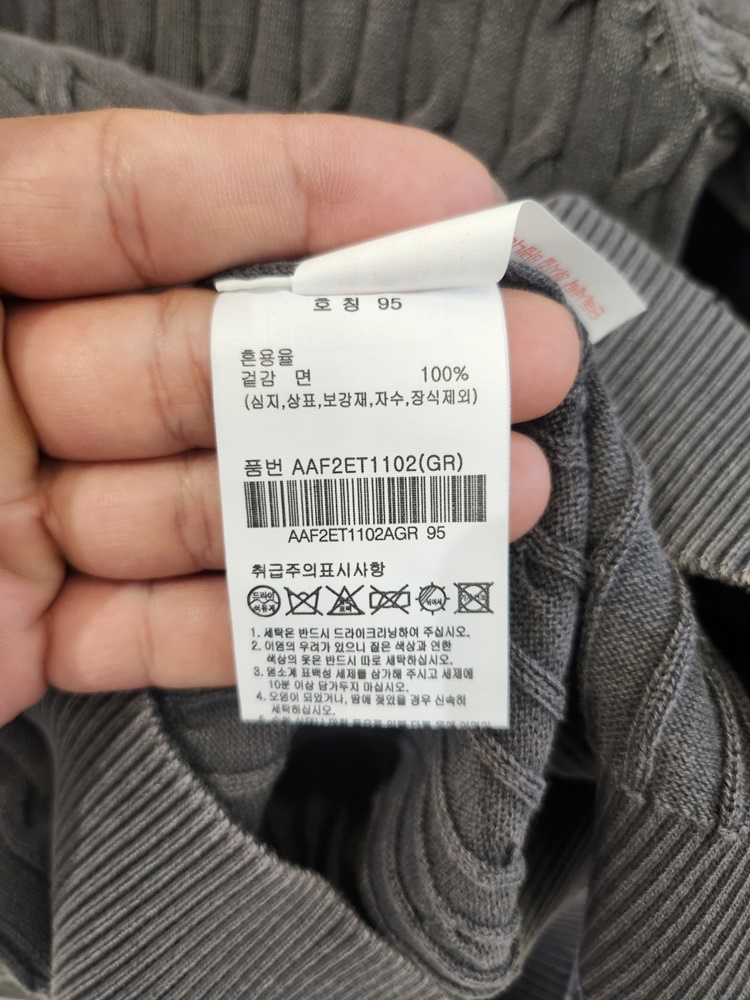 호 칭 95
혼용율
겉감 면 100%
(심지,상표,보강재,자수,장식제외)
품번 AAF2ET1102(GR)
AAF2ET1102AGR 95
취급주의표시사항
드라이
1. 세탁은 반드시 드라이크리닝하여 주십시오.
2. 이염의 우려가 있으니 짙은 색상과 연한
색상의 옷은 반드시 따로 세탁하십시오.
3. 염소계 표백성 세제를 삼가해 주시고 세제에
10분 이상 담가두지 마십시오.
4. 오염이 되었거나, 땀에 젖었을 경우 신속히
세탁하십시오.